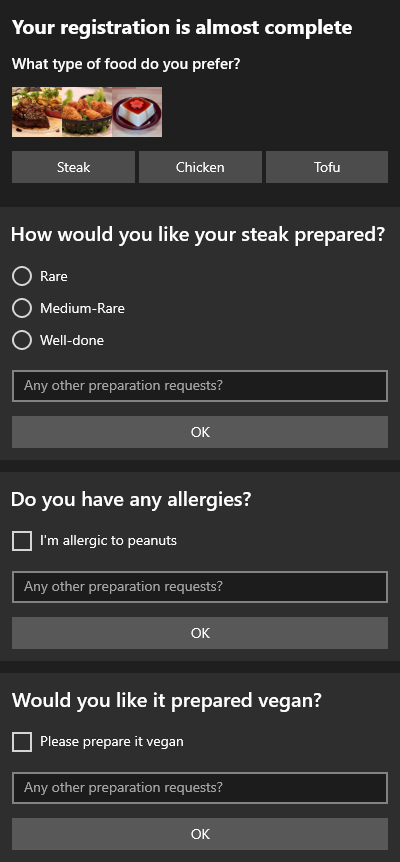 Your registration is almost complete
What type of food do you prefer?
Steak
Chicken
Tofu
How would you like your steak prepared?
Rare
Medium-Rare
Well-done
Any other preparation requests?
OK
Do you have any allergies?
I'm allergic to peanuts
Any other preparation requests?
OK
Would you like it prepared vegan?
Please prepare it vegan
Any other preparation requests?
OK